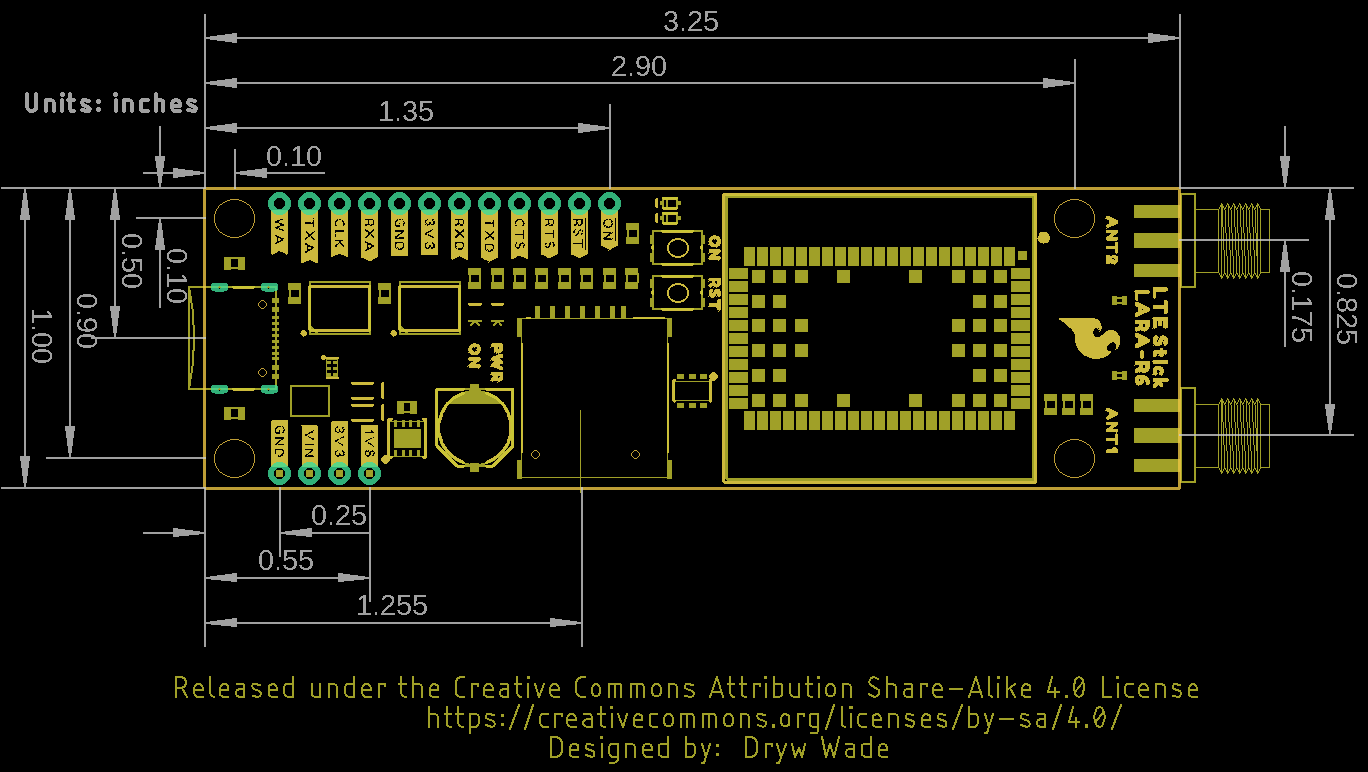 3.25
2.90
1.35
Units: inches
0.10
WA
TXA
CLK
RXA
GND
3V3
RXD
TXD
CTS
RTS
RST
ON
ON
RST
ANT2
0.50
0.10
0.90
1.00
0.175
0.825
LTE Stick
LARA-R6
ON
PWR
ANT1
GND
VIN
3V3
1V8
0.25
0.55
1.255
Released under the Creative Commons Attribution Share-Alike 4.0 License
https://creativecommons.org/licenses/by-sa/4.0/
Designed by: Dryw Wade